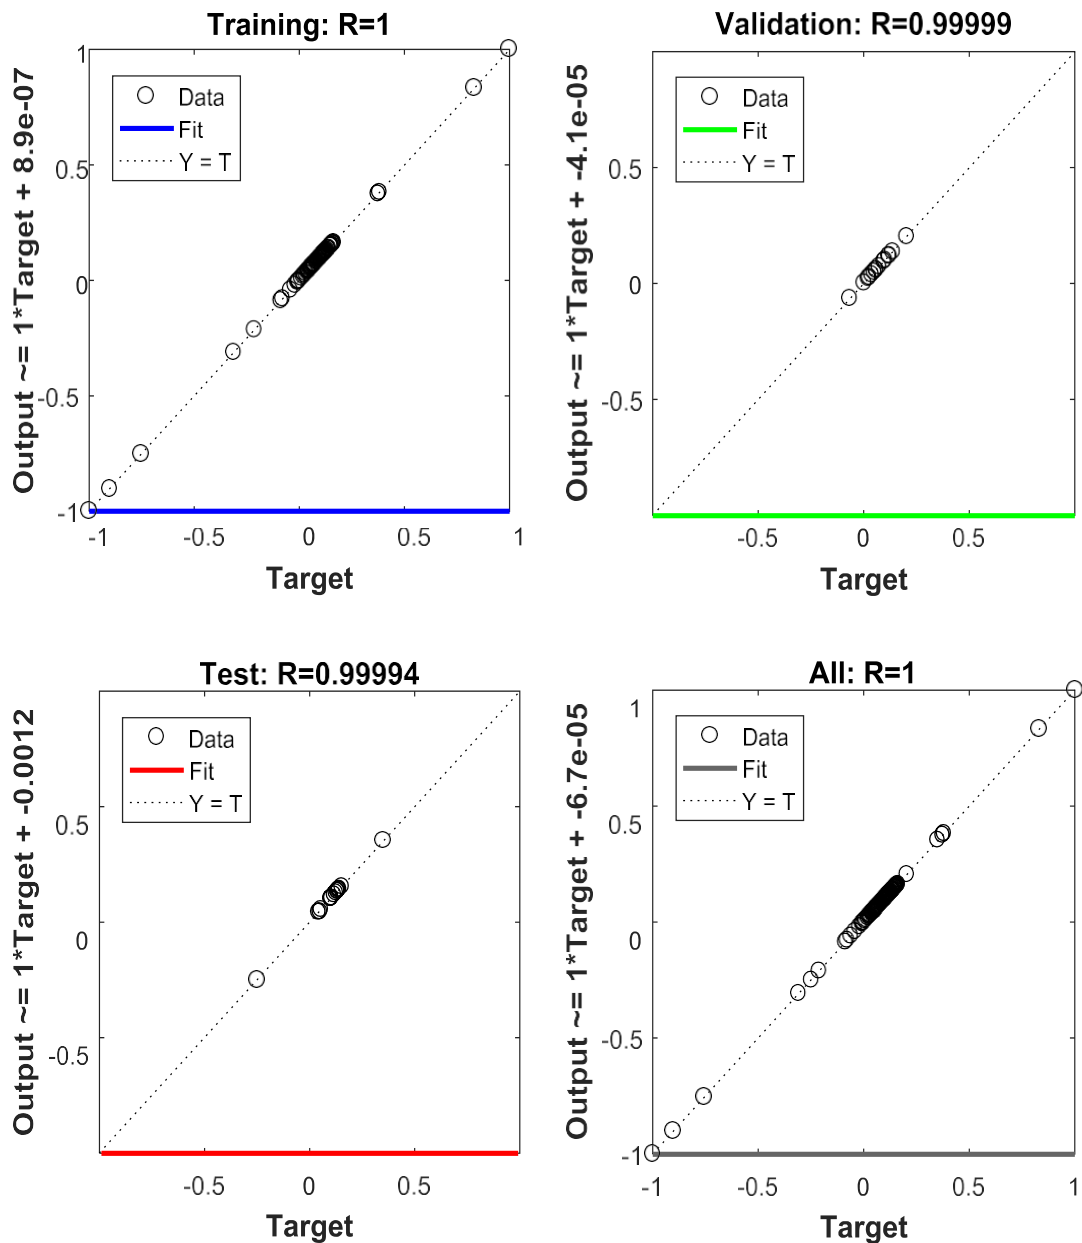 Training: R=1
Output ~= 1*Target + 8.9e-07
1
0.5
0
-0.5
-1
Data
Fit
Y = T
-1
-0.5
0
0.5
1
Target
Validation: R=0.99999
Output ~= 1*Target + -4.1e-05
0.5
0
-0.5
Data
Fit
Y = T
-0.5
0
0.5
Target
Test: R=0.99994
Output ~= 1*Target + -0.0012
0.5
0
-0.5
Data
Fit
Y = T
-0.5
0
0.5
Target
All: R=1
Output ~= 1*Target + -6.7e-05
1
0.5
0
-0.5
-1
Data
Fit
Y = T
-1
-0.5
0
0.5
1
Target